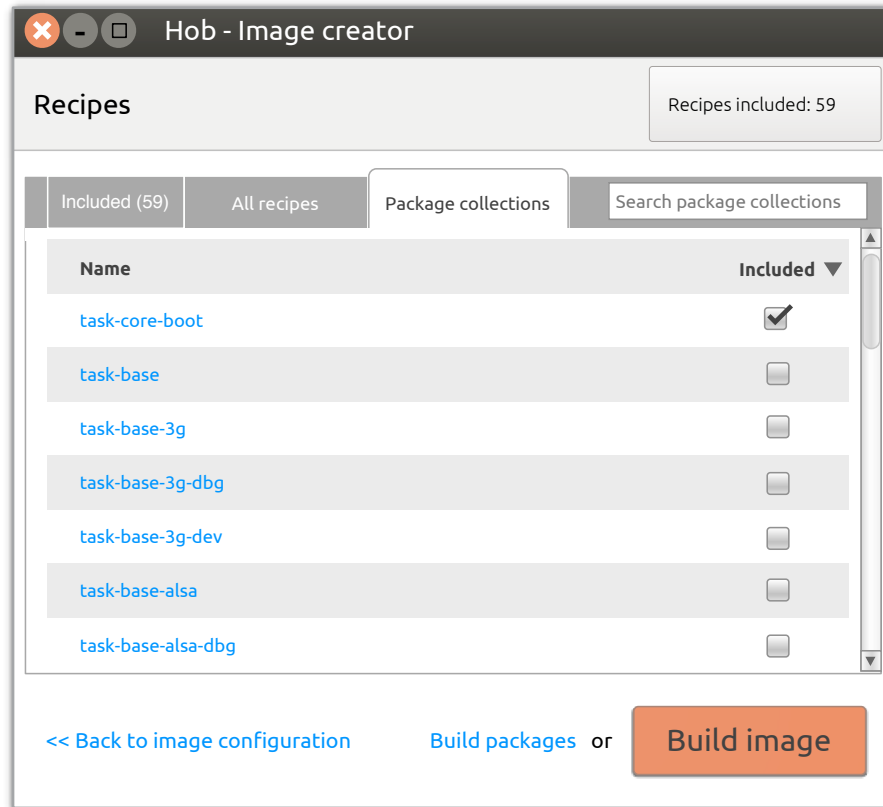 Hob - Image creator
Recipes
Recipes included: 59
Included (59)
All recipes
Package collections
Search package collections
Name
Included
task-core-boot
task-base
task-base-3g
task-base-3g-dbg
task-base-3g-dev
task-base-alsa
task-base-alsa-dbg
<< Back to image configuration
Build packages or
Build image